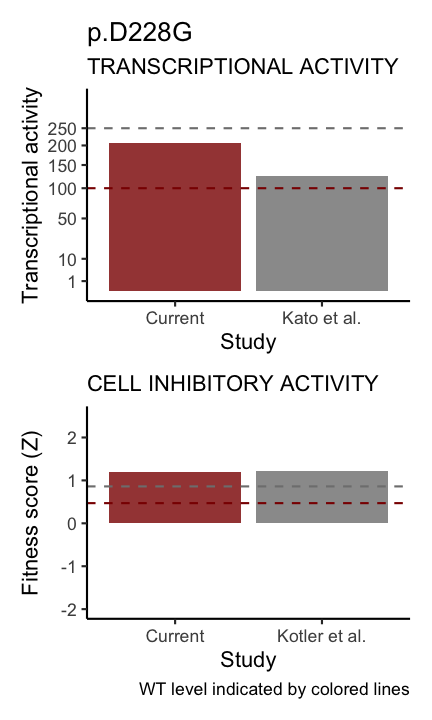 p.D228G
TRANSCRIPTIONAL ACTIVITY
Transcriptional activity
250
200
150
100
50
10
1
Current
Kato et al.
Study
CELL INHIBITORY ACTIVITY
Fitness score (Z)
2
1
0
-1
-2
Current
Kotler et al.
Study
WT level indicated by colored lines